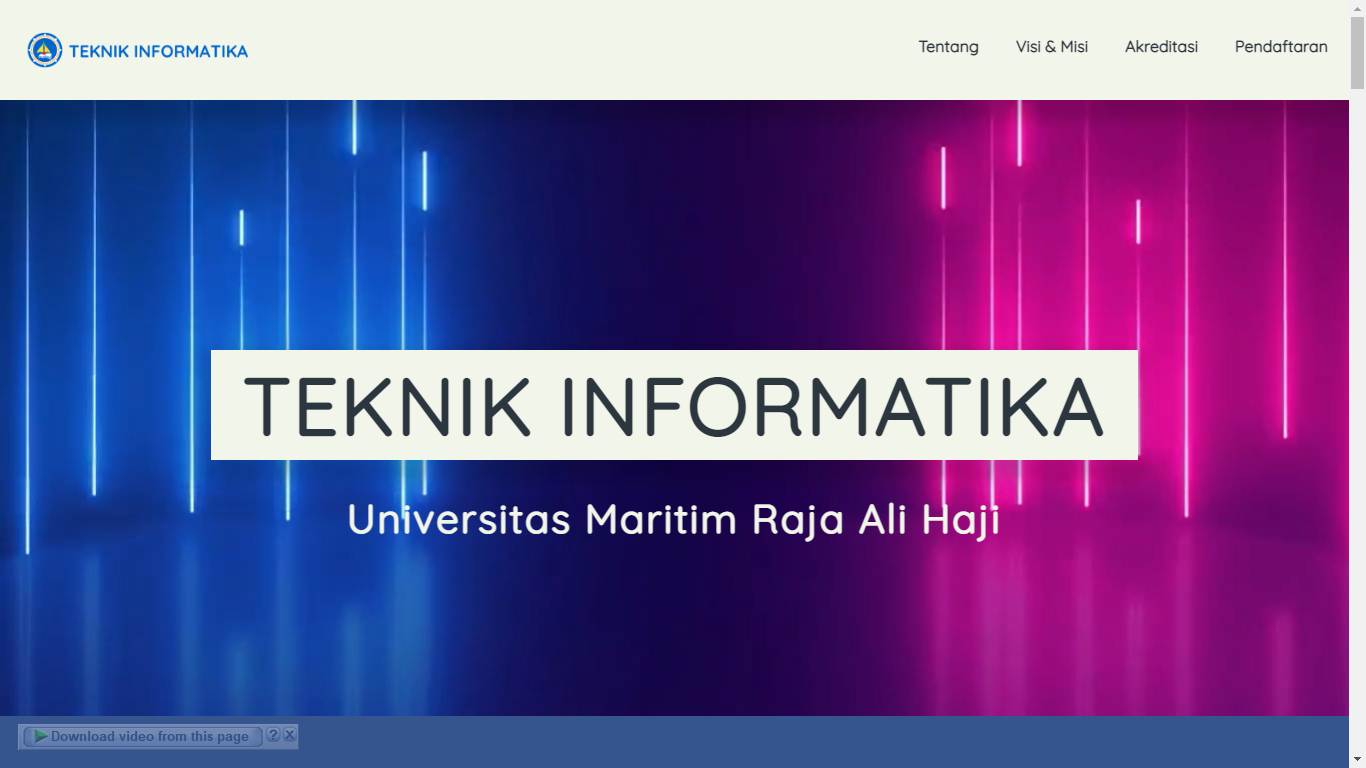 TEKNIK INFORMATIKA
Tentang Visi & Misi Akreditasi Pendaftaran
TEKNIK INFORMATIKA
Universitas Maritim Raja Ali Haji
Download video from this page ? X